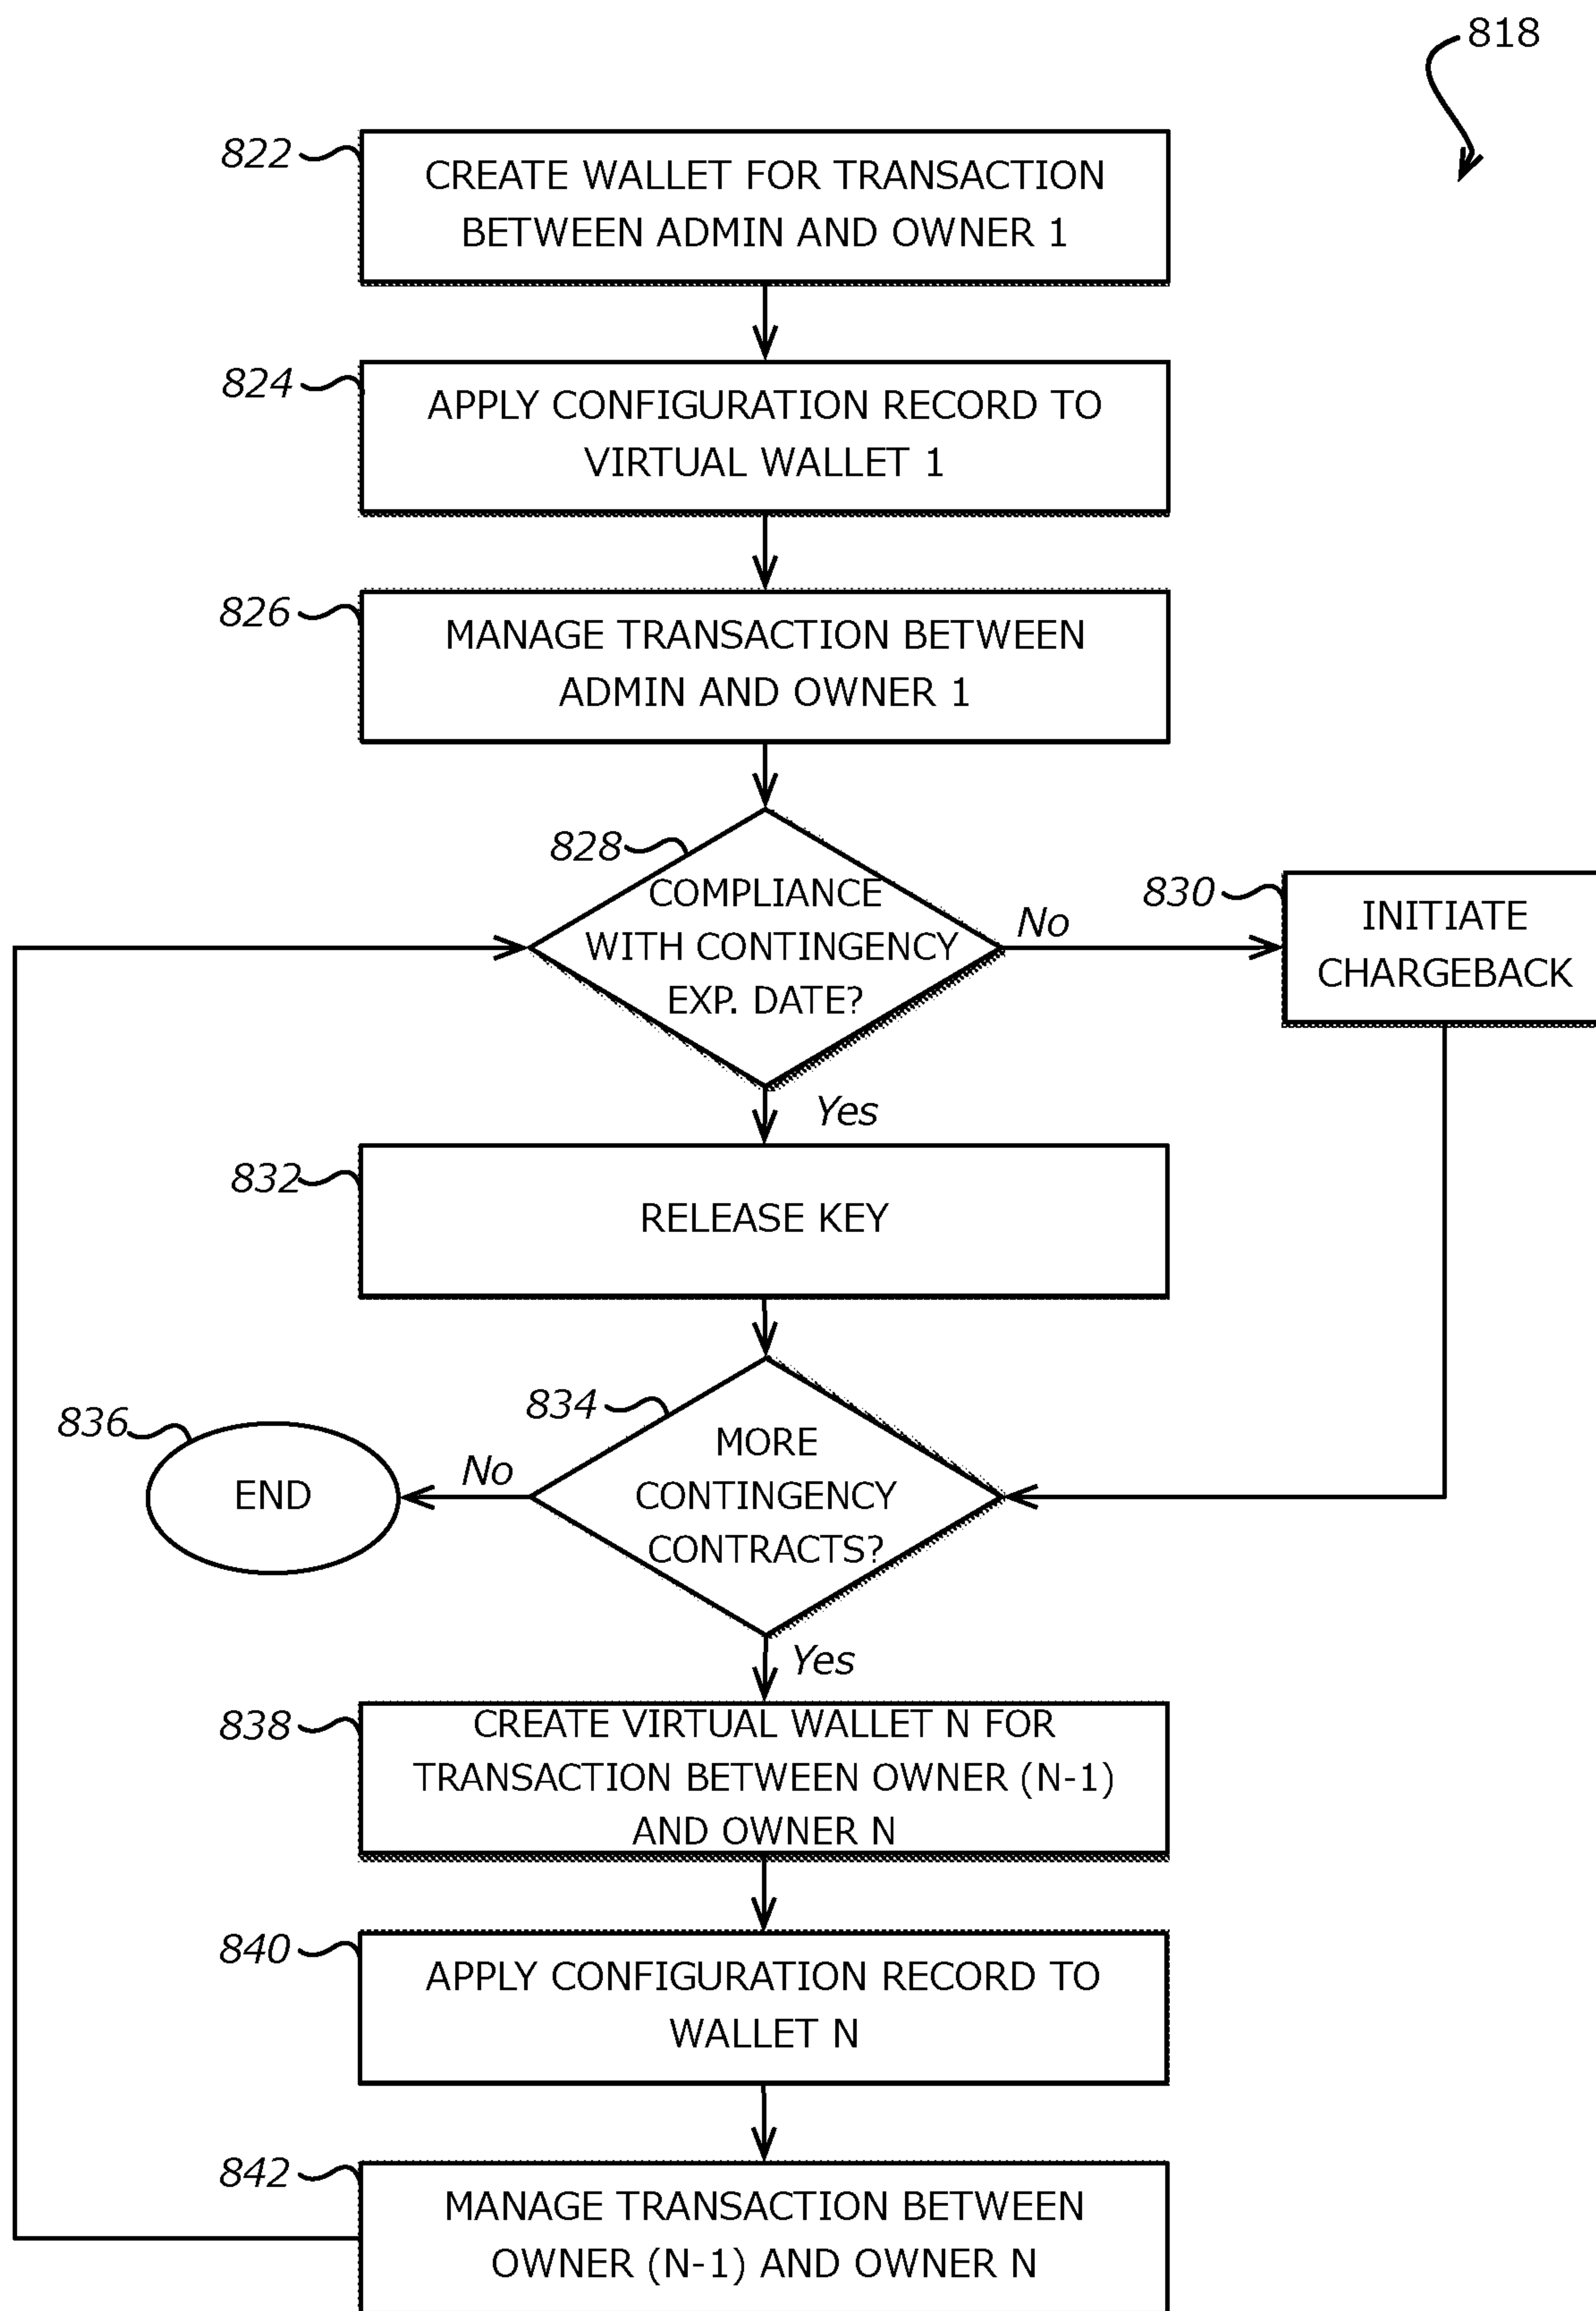 818
822
CREATE WALLET FOR TRANSACTION
BETWEEN ADMIN AND OWNER 1
824
APPLY CONFIGURATION RECORD TO
VIRTUAL WALLET 1
826
MANAGE TRANSACTION BETWEEN
ADMIN AND OWNER 1
828
COMPLIANCE
WITH CONTINGENCY
EXP. DATE?
No
830
INITIATE
CHARGEBACK
Yes
832
RELEASE KEY
834
MORE
CONTINGENCY
CONTRACTS?
No
836
END
Yes
838
CREATE VIRTUAL WALLET N FOR
TRANSACTION BETWEEN OWNER (N-1)
AND OWNER N
840
APPLY CONFIGURATION RECORD TO
WALLET N
842
MANAGE TRANSACTION BETWEEN
OWNER (N-1) AND OWNER N